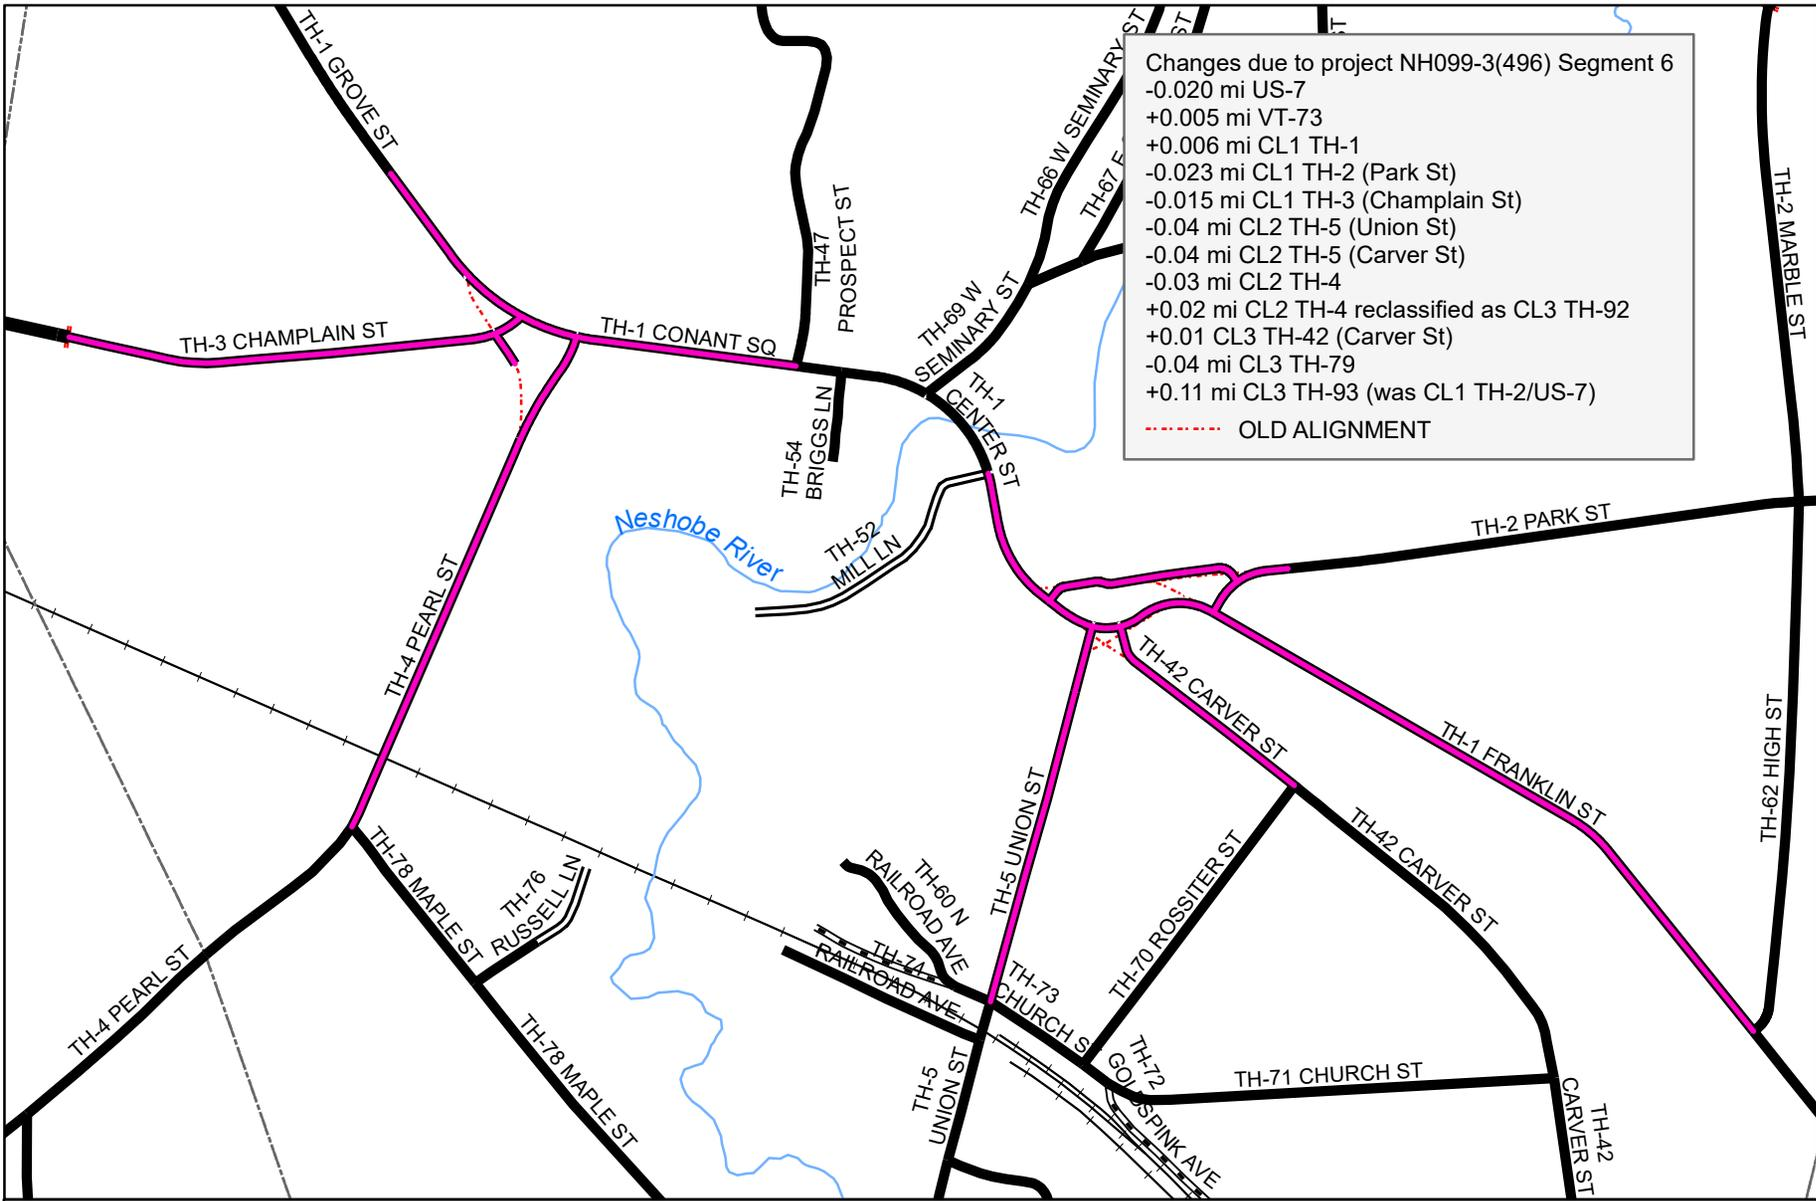 TH-1 GROVE ST
TH-66 W SEMINARY ST
ST
ST
TH-67 E
Changes due to project NH099-3(496) Segment 6
-0.020 mi US-7
+0.005 mi VT-73
+0.006 mi CL1 TH-1
-0.023 mi CL1 TH-2 (Park St)
-0.015 mi CL1 TH-3 (Champlain St)
-0.04 mi CL2 TH-5 (Union St)
-0.04 mi CL2 TH-5 (Carver St)
-0.03 mi CL2 TH-4
+0.02 mi CL2 TH-4 reclassified as CL3 TH-92
+0.01 CL3 TH-42 (Carver St)
-0.04 mi CL3 TH-79
+0.11 mi CL3 TH-93 (was CL1 TH-2/US-7)
OLD ALIGNMENT
TH-2 MARBLE ST
TH-47
PROSPECT ST
TH-3 CHAMPLAIN ST
TH-1 CONANT SQ
TH-69 W
SEMINARY ST
TH-1
CENTER ST
TH-54
BRIGGS LN
Neshobe River
TH-52
MILL LN
TH-2 PARK ST
TH-4 PEARL ST
TH-42 CARVER ST
TH-1 FRANKLIN ST
TH-62 HIGH ST
TH-5 UNION ST
TH-42 CARVER ST
TH-70 ROSSITER ST
TH-78 MAPLE ST
TH-76
RUSSELL LN
TH-60 N
RAILROAD AVE
TH-74
RAILROAD AVE
TH-4 PEARL ST
TH-73
CHURCH S
TH-78 MAPLE ST
TH-5
UNION ST
TH-72
GOLDSPINK AVE
TH-71 CHURCH ST
TH-42
CARVER ST